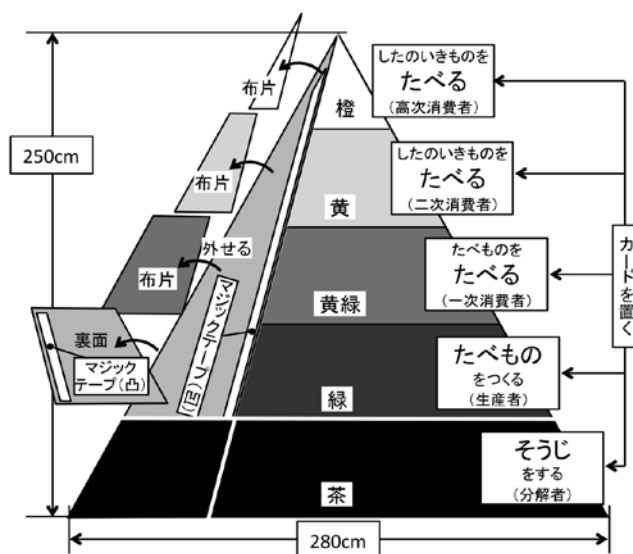 したのいきものを
たべる
(高次消費者)
布片
橙
250cm
したのいきものを
たべる
(二次消費者)
布片
黄
外せる
布片
たべものを
たべる
(一次消費者)
カードを置く
マジックテープ(凹)
黄緑
裏面
マジック
テープ(凸)
たべもの
をつくる
(生産者)
緑
そうじ
をする
(分解者)
茶
280cm